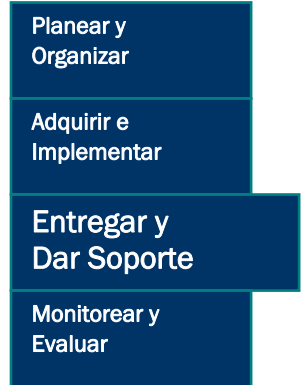 Planear y
Organizar
Adquirir e
Implementar
Entregar y
Dar Soporte
Monitorear y
Evaluar